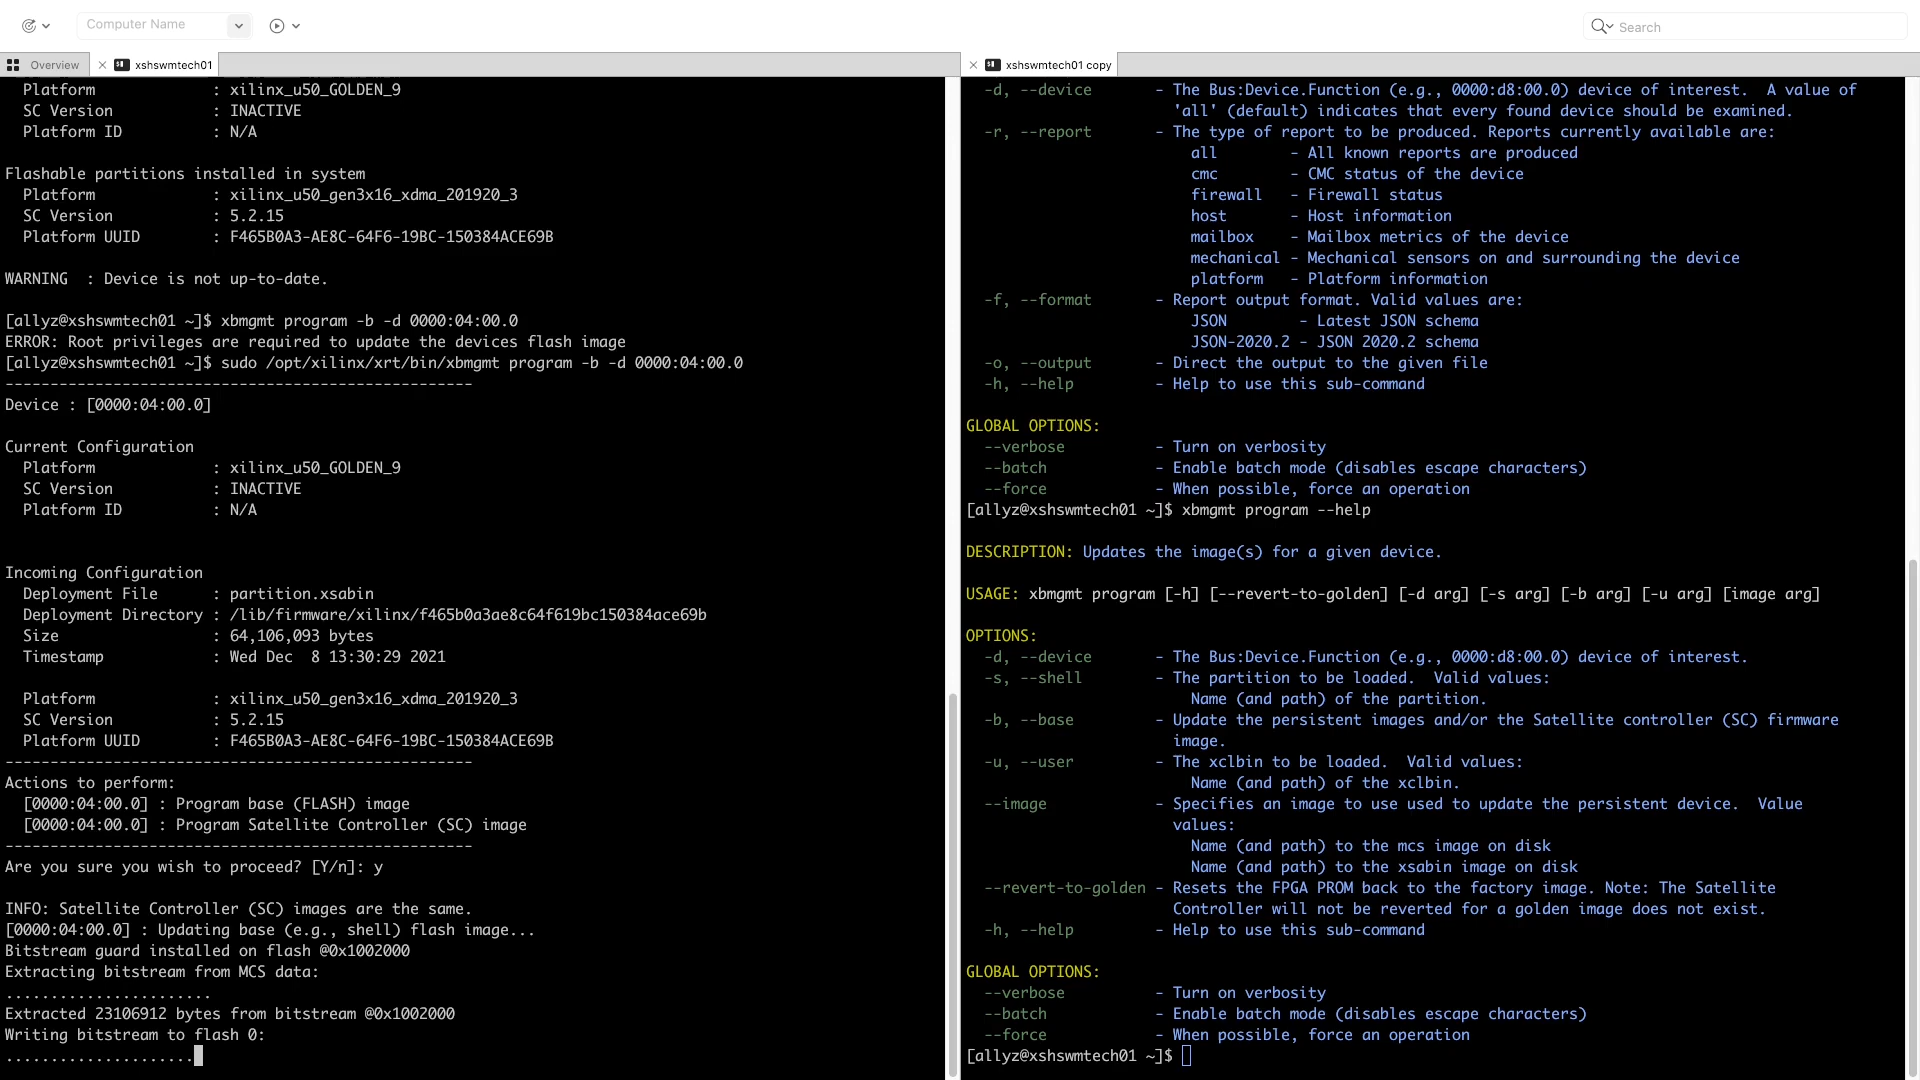 Computer Name
Search
Overview
xshswmtech01
Platform : xilinx_u50_GOLDEN_9
SC Version : INACTIVE
Platform ID : N/A
Flashable partitions installed in system
Platform : xilinx_u50_gen3x16_xdma_201920_3
SC Version : 5.2.15
Platform UUID : F465B0A3-AE8C-64F6-19BC-150384ACE69B
WARNING : Device is not up-to-date.
[allyz@xshswmtech01 ~]$ xbmgmt program -b -d 0000:04:00.0
ERROR: Root privileges are required to update the devices flash image
[allyz@xshswmtech01 ~]$ sudo /opt/xilinx/xrt/bin/xbmgmt program -b -d 0000:04:00.0
----------------------------------------------------
Device : [0000:04:00.0]
Current Configuration
Platform : xilinx_u50_GOLDEN_9
SC Version : INACTIVE
Platform ID : N/A
Incoming Configuration
Deployment File : partition.xsabin
Deployment Directory : /lib/firmware/xilinx/f465b0a3ae8c64f619bc150384ace69b
Size : 64,106,093 bytes
Timestamp : Wed Dec  8 13:30:29 2021
Platform : xilinx_u50_gen3x16_xdma_201920_3
SC Version : 5.2.15
Platform UUID : F465B0A3-AE8C-64F6-19BC-150384ACE69B
----------------------------------------------------
Actions to perform:
[0000:04:00.0] : Program base (FLASH) image
[0000:04:00.0] : Program Satellite Controller (SC) image
----------------------------------------------------
Are you sure you wish to proceed? [Y/n]: y
INFO: Satellite Controller (SC) images are the same.
[0000:04:00.0] : Updating base (e.g., shell) flash image...
Bitstream guard installed on flash @0x1002000
Extracting bitstream from MCS data:
.......................
Extracted 23106912 bytes from bitstream @0x1002000
Writing bitstream to flash 0:
.....................
xshswmtech01 copy
-d, --device - The Bus:Device.Function (e.g., 0000:d8:00.0) device of interest.  A value of
'all' (default) indicates that every found device should be examined.
-r, --report - The type of report to be produced. Reports currently available are:
all - All known reports are produced
cmc - CMC status of the device
firewall - Firewall status
host - Host information
mailbox - Mailbox metrics of the device
mechanical - Mechanical sensors on and surrounding the device
platform - Platform information
-f, --format - Report output format. Valid values are:
JSON - Latest JSON schema
JSON-2020.2 - JSON 2020.2 schema
-o, --output - Direct the output to the given file
-h, --help - Help to use this sub-command
GLOBAL OPTIONS:
--verbose - Turn on verbosity
--batch - Enable batch mode (disables escape characters)
--force - When possible, force an operation
[allyz@xshswmtech01 ~]$ xbmgmt program --help
DESCRIPTION: Updates the image(s) for a given device.
USAGE: xbmgmt program [-h] [--revert-to-golden] [-d arg] [-s arg] [-b arg] [-u arg] [image arg]
OPTIONS:
-d, --device - The Bus:Device.Function (e.g., 0000:d8:00.0) device of interest.
-s, --shell - The partition to be loaded.  Valid values:
Name (and path) of the partition.
-b, --base - Update the persistent images and/or the Satellite controller (SC) firmware
image.
-u, --user - The xclbin to be loaded.  Valid values:
Name (and path) of the xclbin.
--image - Specifies an image to use used to update the persistent device.  Value
values:
Name (and path) to the mcs image on disk
Name (and path) to the xsabin image on disk
--revert-to-golden - Resets the FPGA PROM back to the factory image. Note: The Satellite
Controller will not be reverted for a golden image does not exist.
-h, --help - Help to use this sub-command
GLOBAL OPTIONS:
--verbose - Turn on verbosity
--batch - Enable batch mode (disables escape characters)
--force - When possible, force an operation
[allyz@xshswmtech01 ~]$